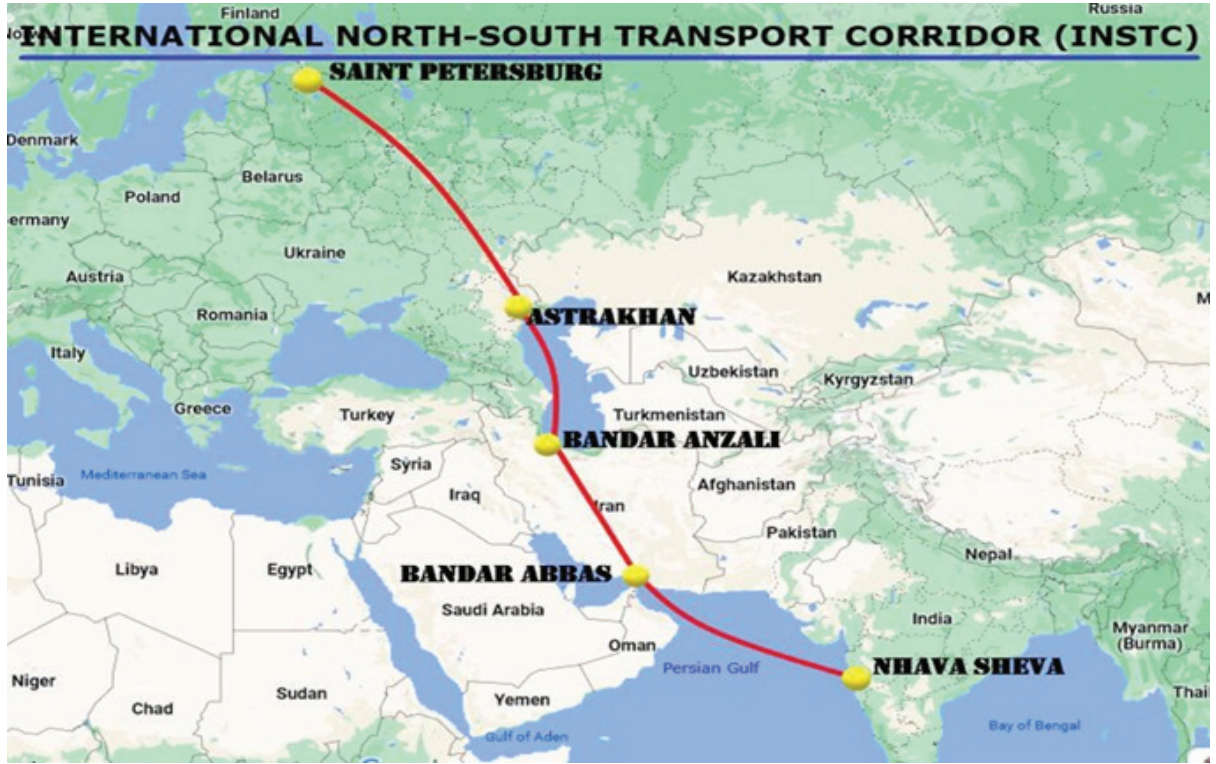 Finland
Russia
INTERNATIONAL NORTH-SOUTH TRANSPORT CORRIDOR (INSTC)
SAINT PETERSBURG
Denmark
Belarus
Poland
ermany
Ukraine
Austria
Kazakhstan
Romania
ASTRAKHAN
Italy
Uzbekistan
Kyrgyzstan
Greece
Turkey
Turkmenistan
BANDAR ANZALI
Syria
Mediterranean Sea
Tunisia
Afghanistan
Iraq
Iran
Pakistan
Nepal
Libya
Egypt
BANDAR ABBAS
Saudi Arabia
India
Myanmar
(Burma)
Oman
Persian Gulf
NHAVA SHEVA
Niger
Sudan
Yemen
Thai
Chad
Bay of Bengal
Gulf of Aden